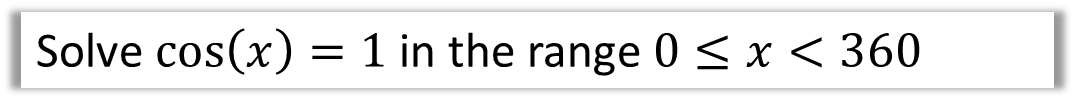 Solve cos(𝑥) = 1 in the range 0 ≤ 𝑥 < 360